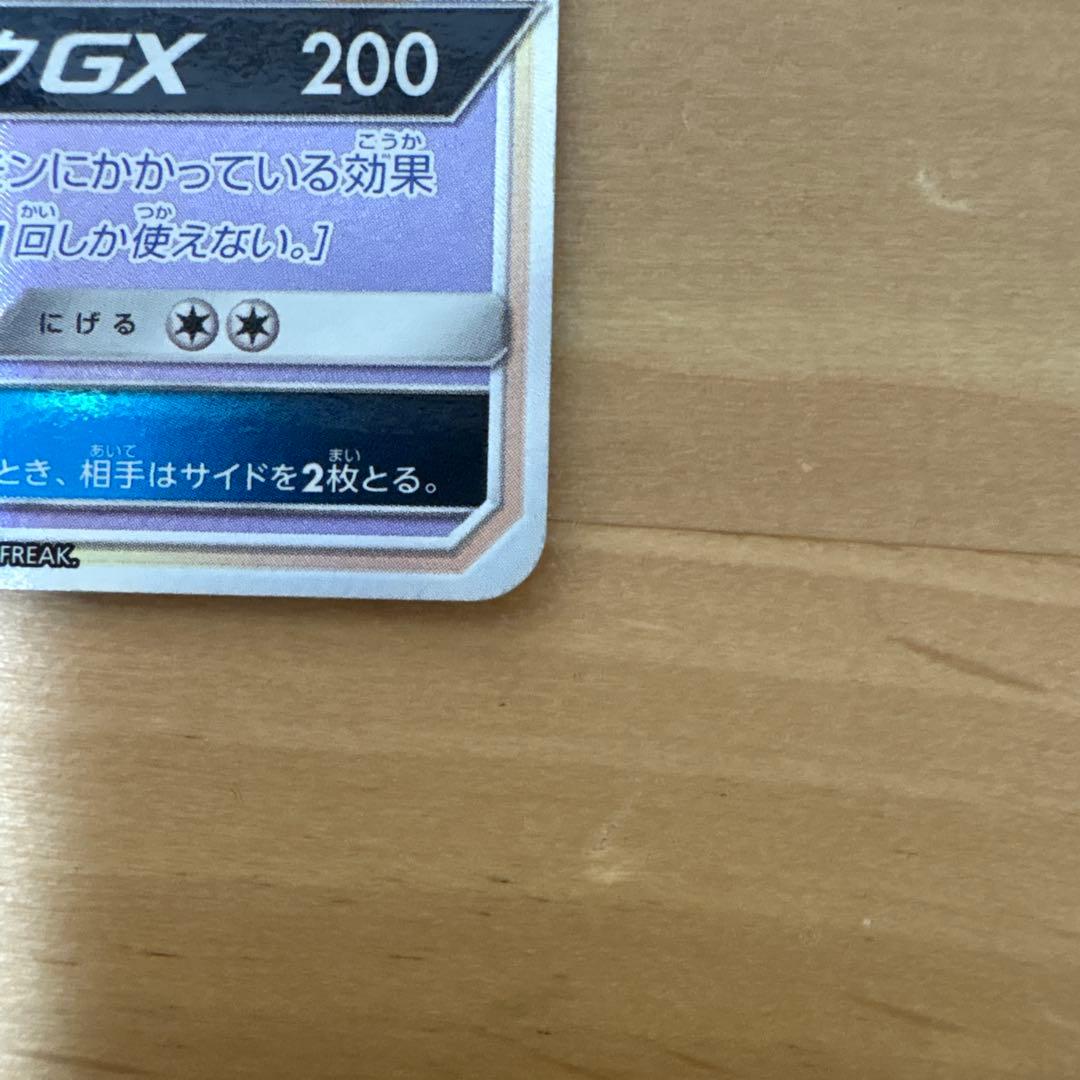 ウGX 200
こうか
モンにかかっている効果
かい つか
回しか使えない。]
にげる
あいて まい
とき、相手はサイドを2枚とる。
FREAK.